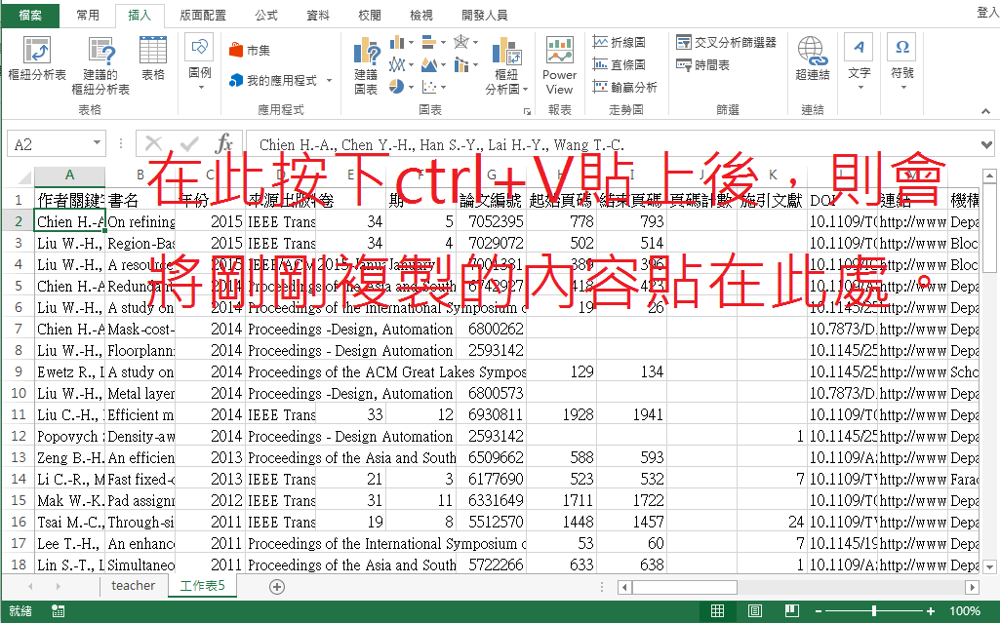 檔案 常用 插入 版面配置 公式 資料 校閱 檢視 開發人員 登入
樞紐分析表 建議的 樞紐分析表 表格 圖例 市集 我的應用程式 建議 圖表 樞紐 分析圖 Power View 折線圖 直條圖 輸贏分析 交叉分析篩選器 時間表 超連結 文字 符號
表格 應用程式 圖表 報表 走勢圖 篩選 連結
A2 fx Chien H.-A., Chen Y.-H., Han S.-Y., Lai H.-Y., Wang T.-C.
在此按下ctrl+V貼上後，則會
將剛剛複製的內容貼在此處。
A B C E F G H I K
1 作者關鍵字 書名 年份 來源出版 卷 期 論文編號 起始頁碼 結束頁碼 頁碼計數 施引文獻 DOI 連結 機構
2 Chien H.-A On refining 2015 IEEE Trans 34 5 7052395 778 793 10.1109/T http://www Depa
3 Liu W.-H., Region-Bas 2015 IEEE Trans 34 4 7029072 502 514 10.1109/T http://www Bloc
4 Liu W.-H., A resource 2015 IEEE/ACM 2015-Janu January 7001381 389 396 10.1109/ http://www Bloc
5 Chien H.-A Redundan 2014 Proceedings of the Asia and South 6742927 418 423 10.1109/A http://www Depa
6 Liu W.-H., A study on 2014 Proceedings of the International Symposium o 19 26 10.1145/25 http://www Depa
7 Chien H.-A Mask-cost- 2014 Proceedings -Design, Automation 6800262 10.7873/D. http://www Depa
8 Liu W.-H., Floorplann 2014 Proceedings -Design, Automation 2593142 10.1145/25 http://www Depa
9 Ewetz R., L A study on 2014 Proceedings of the ACM Great Lakes Sympos 129 134 10.1145/25 http://www Scho
10 Liu W.-H., Metal layer 2014 Proceedings -Design, Automation 6800573 10.7873/D. http://www Depa
11 Liu C.-H., Efficient m 2014 IEEE Trans 33 12 6930811 1928 1941 10.1109/T http://www Depa
12 Popovych Density-aw 2014 Proceedings - Design Automation 2593142 1 10.1145/25 http://www Depa
13 Zeng B.-H. An efficien 2013 Proceedings of the Asia and South 6509662 588 593 10.1109/A http://www Depa
14 Li C.-R., M Fast fixed-o 2013 IEEE Trans 21 3 6177690 523 532 7 10.1109/T http://www Farac
15 Mak W.-K. Pad assignr 2012 IEEE Trans 31 11 6331649 1711 1722 10.1109/T http://www Depa
16 Tsai M.-C., Through-si 2011 IEEE Trans 19 8 5512570 1448 1457 24 10.1109/T http://www Depa
17 Lee T.-H., An enhance 2011 Proceedings of the International Symposium o 53 60 7 10.1145/19 http://www Depa
18 Lin S.-T., L Simultaneo 2011 Proceedings of the Asia and South 5722266 633 638 1 10.1109/A http://www Depa
teacher 工作表5
就緒 100%